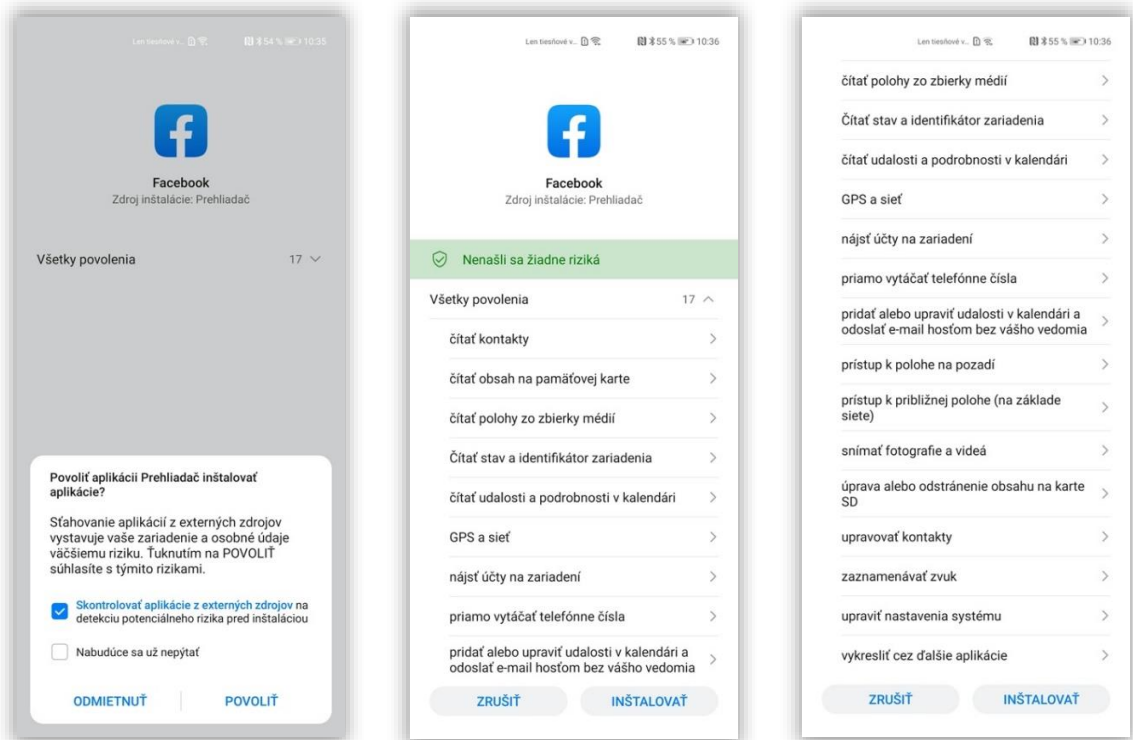 Len tiesňové v... 54 % 10:35
Facebook
Zdroj inštalácie: Prehliadač
Všetky povolenia 17
Povoliť aplikácii Prehliadač inštalovať
aplikácie?
Sťahovanie aplikácií z externých zdrojov
vystavuje vaše zariadenie a osobné údaje
väčšiemu riziku. Ťuknutím na POVOLIŤ
súhlasíte s týmito rizikami.
Skontrolovať aplikácie z externých zdrojov na
detekciu potenciálneho rizika pred inštaláciou
Nabudúce sa už nepýtať
ODMIETNUŤ POVOLIŤ
Len tiesňové v... 55 % 10:36
Facebook
Zdroj inštalácie: Prehliadač
Nenašli sa žiadne riziká
Všetky povolenia 17
čítať kontakty
čítať obsah na pamäťovej karte
čítať polohy zo zbierky médií
Čítať stav a identifikátor zariadenia
čítať udalosti a podrobnosti v kalendári
GPS a sieť
nájsť účty na zariadení
priamo vytáčať telefónne čísla
pridať alebo upraviť udalosti v kalendári a
odoslať e-mail hosťom bez vášho vedomia
ZRUŠIŤ INŠTALOVAŤ
Len tiesňové v... 55 % 10:36
čítať polohy zo zbierky médií
Čítať stav a identifikátor zariadenia
čítať udalosti a podrobnosti v kalendári
GPS a sieť
nájsť účty na zariadení
priamo vytáčať telefónne čísla
pridať alebo upraviť udalosti v kalendári a
odoslať e-mail hosťom bez vášho vedomia
prístup k polohe na pozadí
prístup k približnej polohe (na základe
siete)
snímať fotografie a videá
úprava alebo odstránenie obsahu na karte
SD
upravovať kontakty
zaznamenávať zvuk
upraviť nastavenia systému
vykresliť cez ďalšie aplikácie
ZRUŠIŤ INŠTALOVAŤ